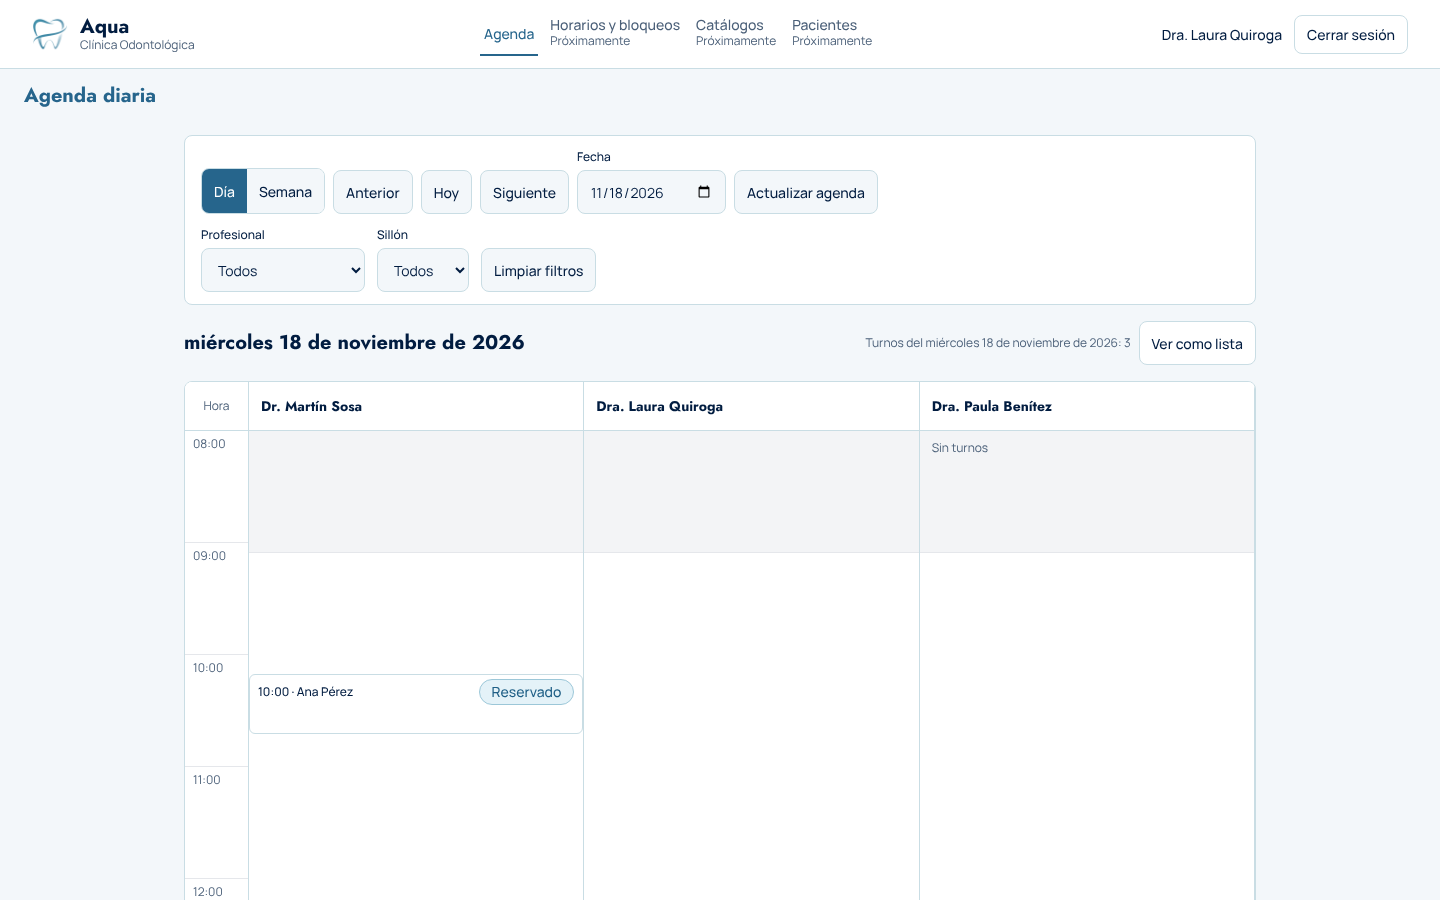 Aqua
Clínica Odontológica
Agenda
Horarios y bloqueos
Próximamente
Catálogos
Próximamente
Pacientes
Próximamente
Dra. Laura Quiroga
Cerrar sesión
Agenda diaria
Fecha
Día
Semana
Anterior
Hoy
Siguiente
11/18/2026
Actualizar agenda
Profesional
Sillón
Todos
Todos
Limpiar filtros
miércoles 18 de noviembre de 2026
Turnos del miércoles 18 de noviembre de 2026: 3
Ver como lista
Hora
Dr. Martín Sosa
Dra. Laura Quiroga
Dra. Paula Benítez
08:00
Sin turnos
09:00
10:00
10:00 · Ana Pérez
Reservado
11:00
12:00